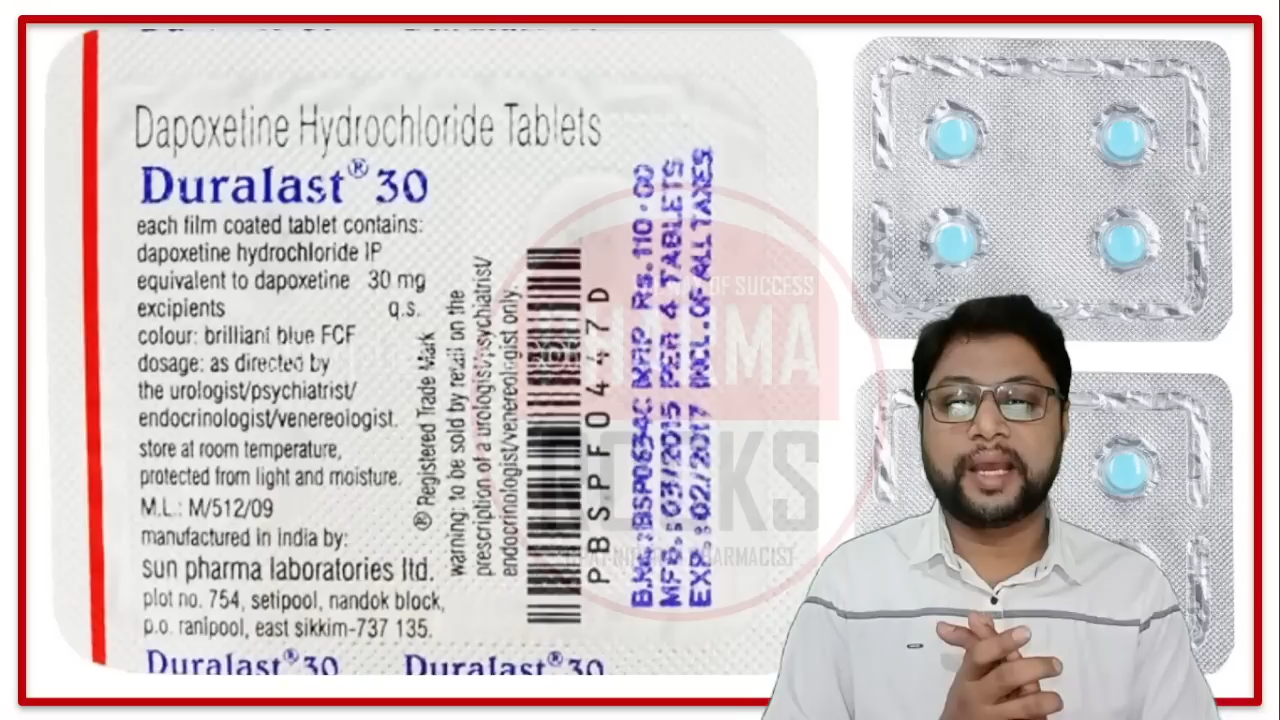 Dapoxetine Hydrochloride Tablets
Duralast® 30
each film coated tablet contains:
dapoxetine hydrochloride IP
equivalent to dapoxetine 30 mg
excipients q.s.
colour: brilliant blue FCF
dosage: as directed by
the urologist/psychiatrist/
endocrinologist/venereologist.
store at room temperature,
protected from light and moisture.
M.L.: M/512/09
manufactured in India by:
sun pharma laboratories ltd.
plot no. 754, setipool, nandok block,
p.o. ranipool, east sikkim-737 135.
® Registered Trade Mark
warning: to be sold by retail on the
prescription of a urologist/psychiatrist/
endocrinologist/venereologist only.
PBSPF0447D
B.NO.:BSP0634C MRP Rs.110.00
MFD.:03/2015 PER 4 TABLETS
EXP.:02/2017 INCL.OF ALL TAXES
OF SUCCESS
PHARMA
Duralast®30 Duralast®30